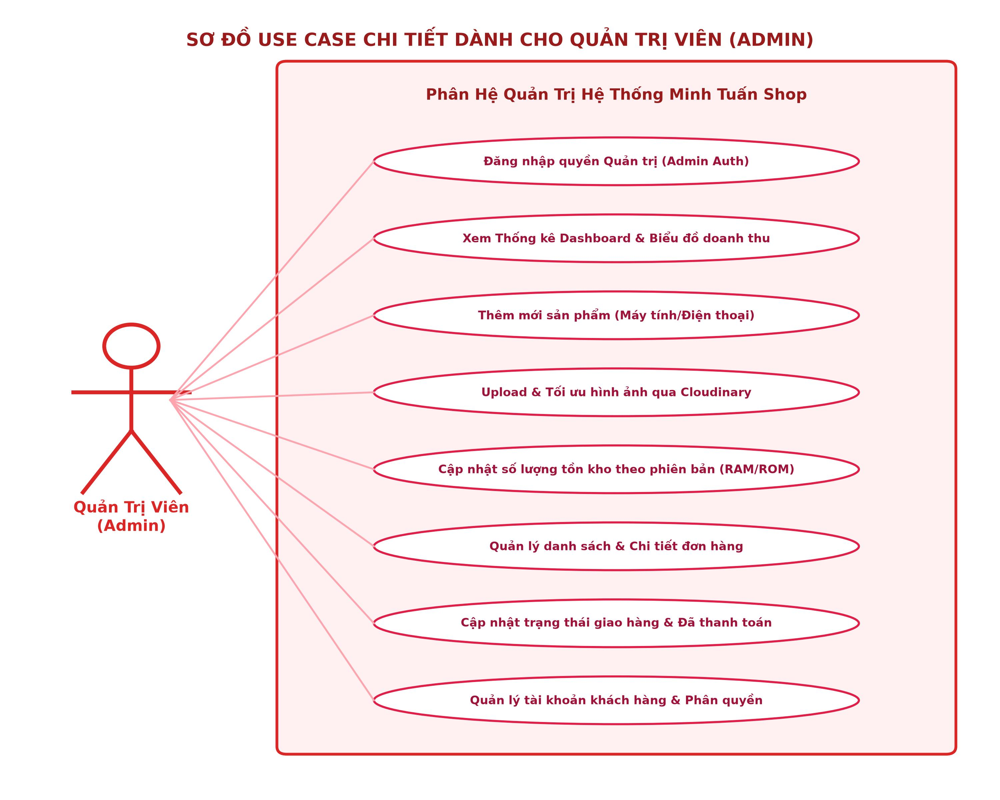 SƠ ĐỒ USE CASE CHI TIẾT DÀNH CHO QUẢN TRỊ VIÊN (ADMIN)
Phân Hệ Quản Trị Hệ Thống Minh Tuấn Shop
Đăng nhập quyền Quản trị (Admin Auth)
Xem Thống kê Dashboard & Biểu đồ doanh thu
Thêm mới sản phẩm (Máy tính/Điện thoại)
Upload & Tối ưu hình ảnh qua Cloudinary
Cập nhật số lượng tồn kho theo phiên bản (RAM/ROM)
Quản Trị Viên
(Admin)
Quản lý danh sách & Chi tiết đơn hàng
Cập nhật trạng thái giao hàng & Đã thanh toán
Quản lý tài khoản khách hàng & Phân quyền